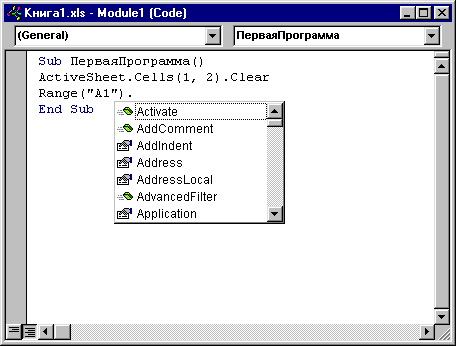 Книга1.xls - Module1 (Code)
(General) ПерваяПрограмма
Sub ПерваяПрограмма()
ActiveSheet.Cells(1, 2).Clear
Range("A1").
End Sub
Activate
AddComment
AddIndent
Address
AddressLocal
AdvancedFilter
Application